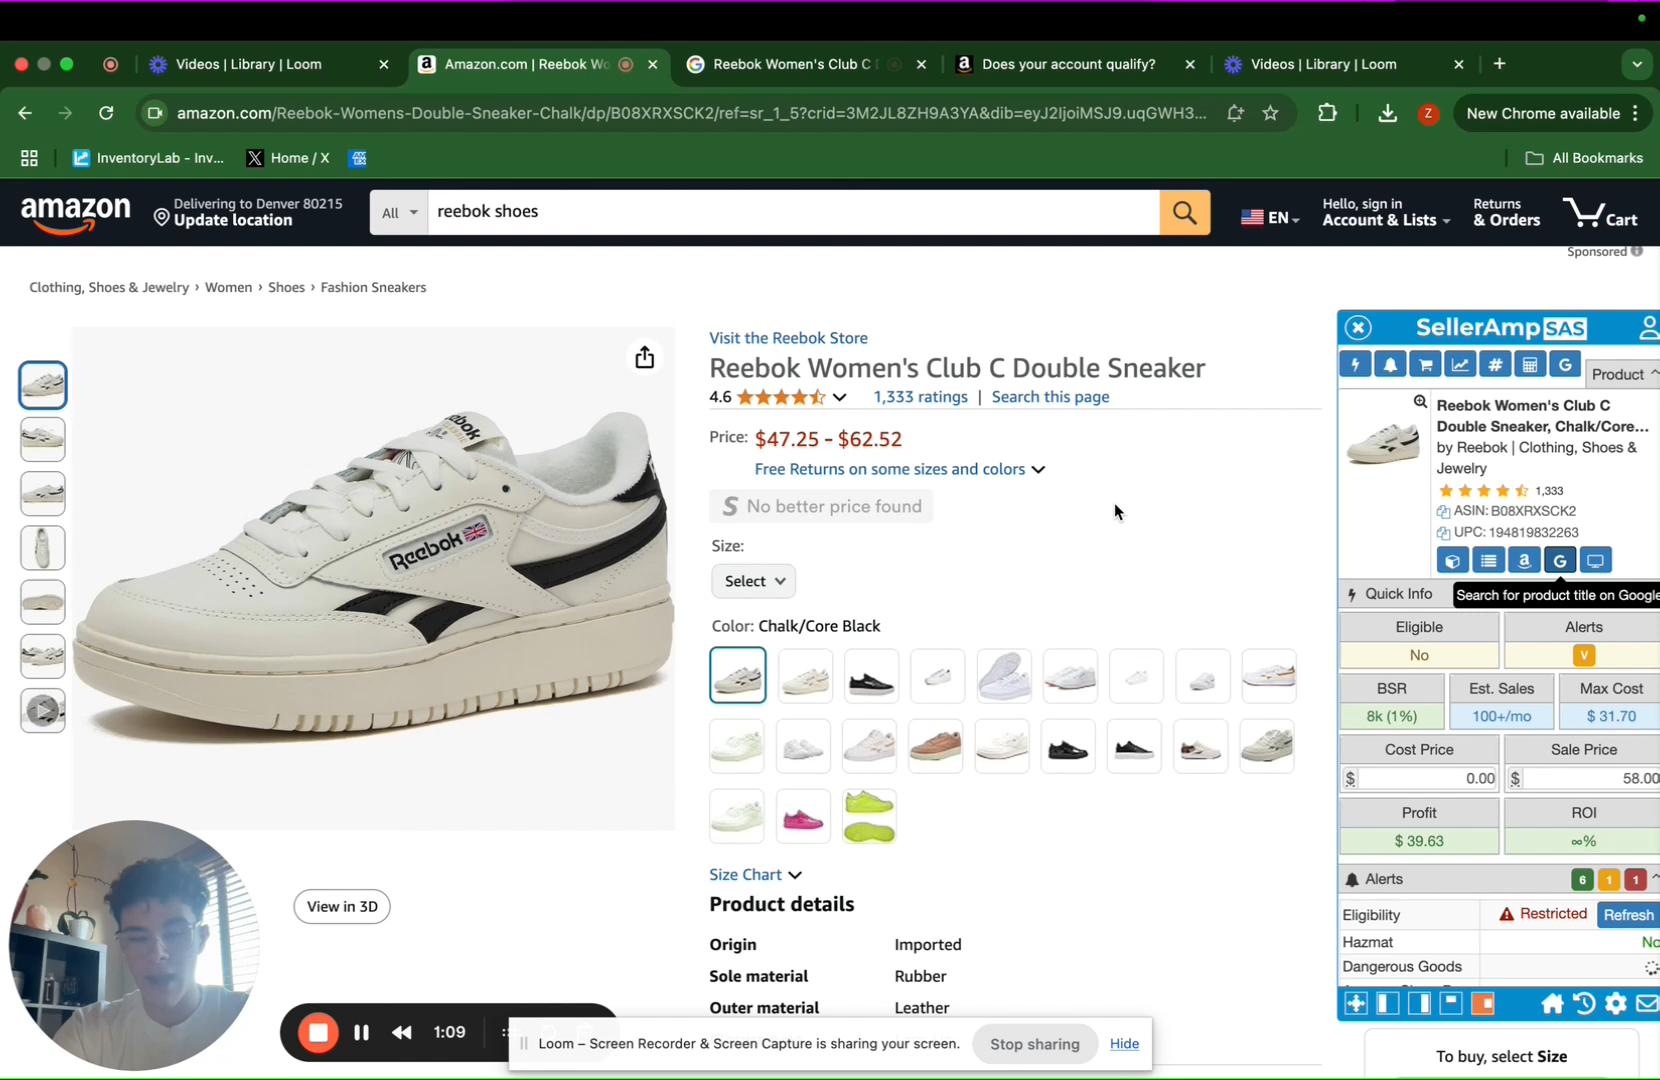 Videos | Library | Loom
Amazon.com | Reebok Wo
Reebok Women's Club C D
Does your account qualify?
Videos | Library | Loom
amazon.com/Reebok-Womens-Double-Sneaker-Chalk/dp/B08XRXSCK2/ref=sr_1_5?crid=3M2JL8ZH9A3YA&dib=eyJ2IjoiMSJ9.uqGWH3...
Z
New Chrome available
InventoryLab - Inv...
Home / X
All Bookmarks
amazon
Delivering to Denver 80215
Update location
All
reebok shoes
EN
Hello, sign in
Account & Lists
Returns
& Orders
Cart
Sponsored
Clothing, Shoes & Jewelry › Women › Shoes › Fashion Sneakers
Visit the Reebok Store
Reebok Women's Club C Double Sneaker
4.6
1,333 ratings | Search this page
Price: $47.25 - $62.52
Free Returns on some sizes and colors
S No better price found
Size:
Select
Color: Chalk/Core Black
Reebok
Reebok
View in 3D
Size Chart
Product details
Origin Imported
Sole material Rubber
Outer material Leather
SellerAmp SAS
# G
Product
Reebok Women's Club C
Double Sneaker, Chalk/Core...
by Reebok | Clothing, Shoes &
Jewelry
1,333
ASIN: B08XRXSCK2
UPC: 194819832263
a G
Search for product title on Google
Quick Info
Eligible
No
Alerts
V
BSR
8k (1%)
Est. Sales
100+/mo
Max Cost
$ 31.70
Cost Price
$ 0.00
Sale Price
$ 58.00
Profit
$ 39.63
ROI
∞%
Alerts
6 1 1
Eligibility
Restricted
Refresh
Hazmat
No
Dangerous Goods
To buy, select Size
1:09
Loom – Screen Recorder & Screen Capture is sharing your screen.
Stop sharing
Hide